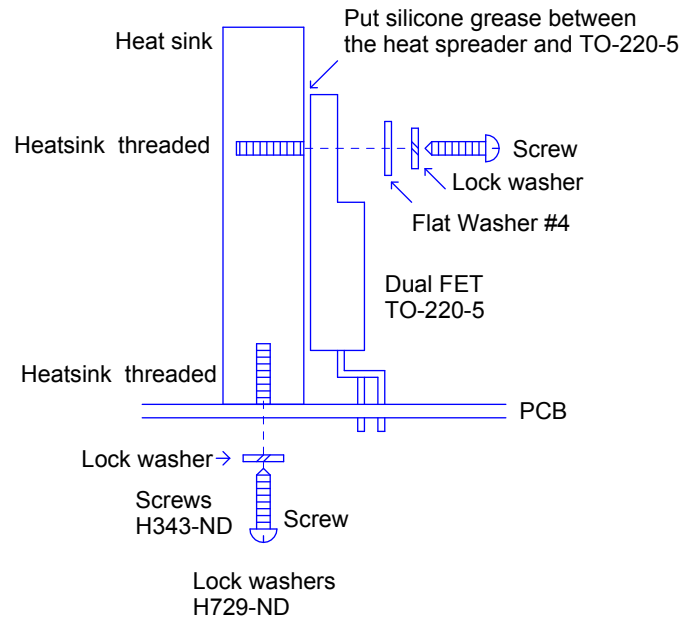 Put silicone grease between
the heat spreader and TO-220-5
Heat sink
Heatsink threaded
Screw
Lock washer
Flat Washer #4
Dual FET
TO-220-5
Heatsink threaded
PCB
Lock washer
Screws
H343-ND
Screw
Lock washers
H729-ND